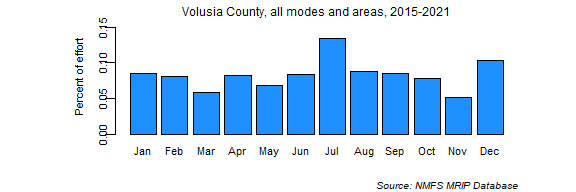 Volusia County, all modes and areas, 2015-2021
Percent of effort
0.15
0.10
0.05
0.00
Jan Feb Mar Apr May Jun Jul Aug Sep Oct Nov Dec
Source: NMFS MRIP Database